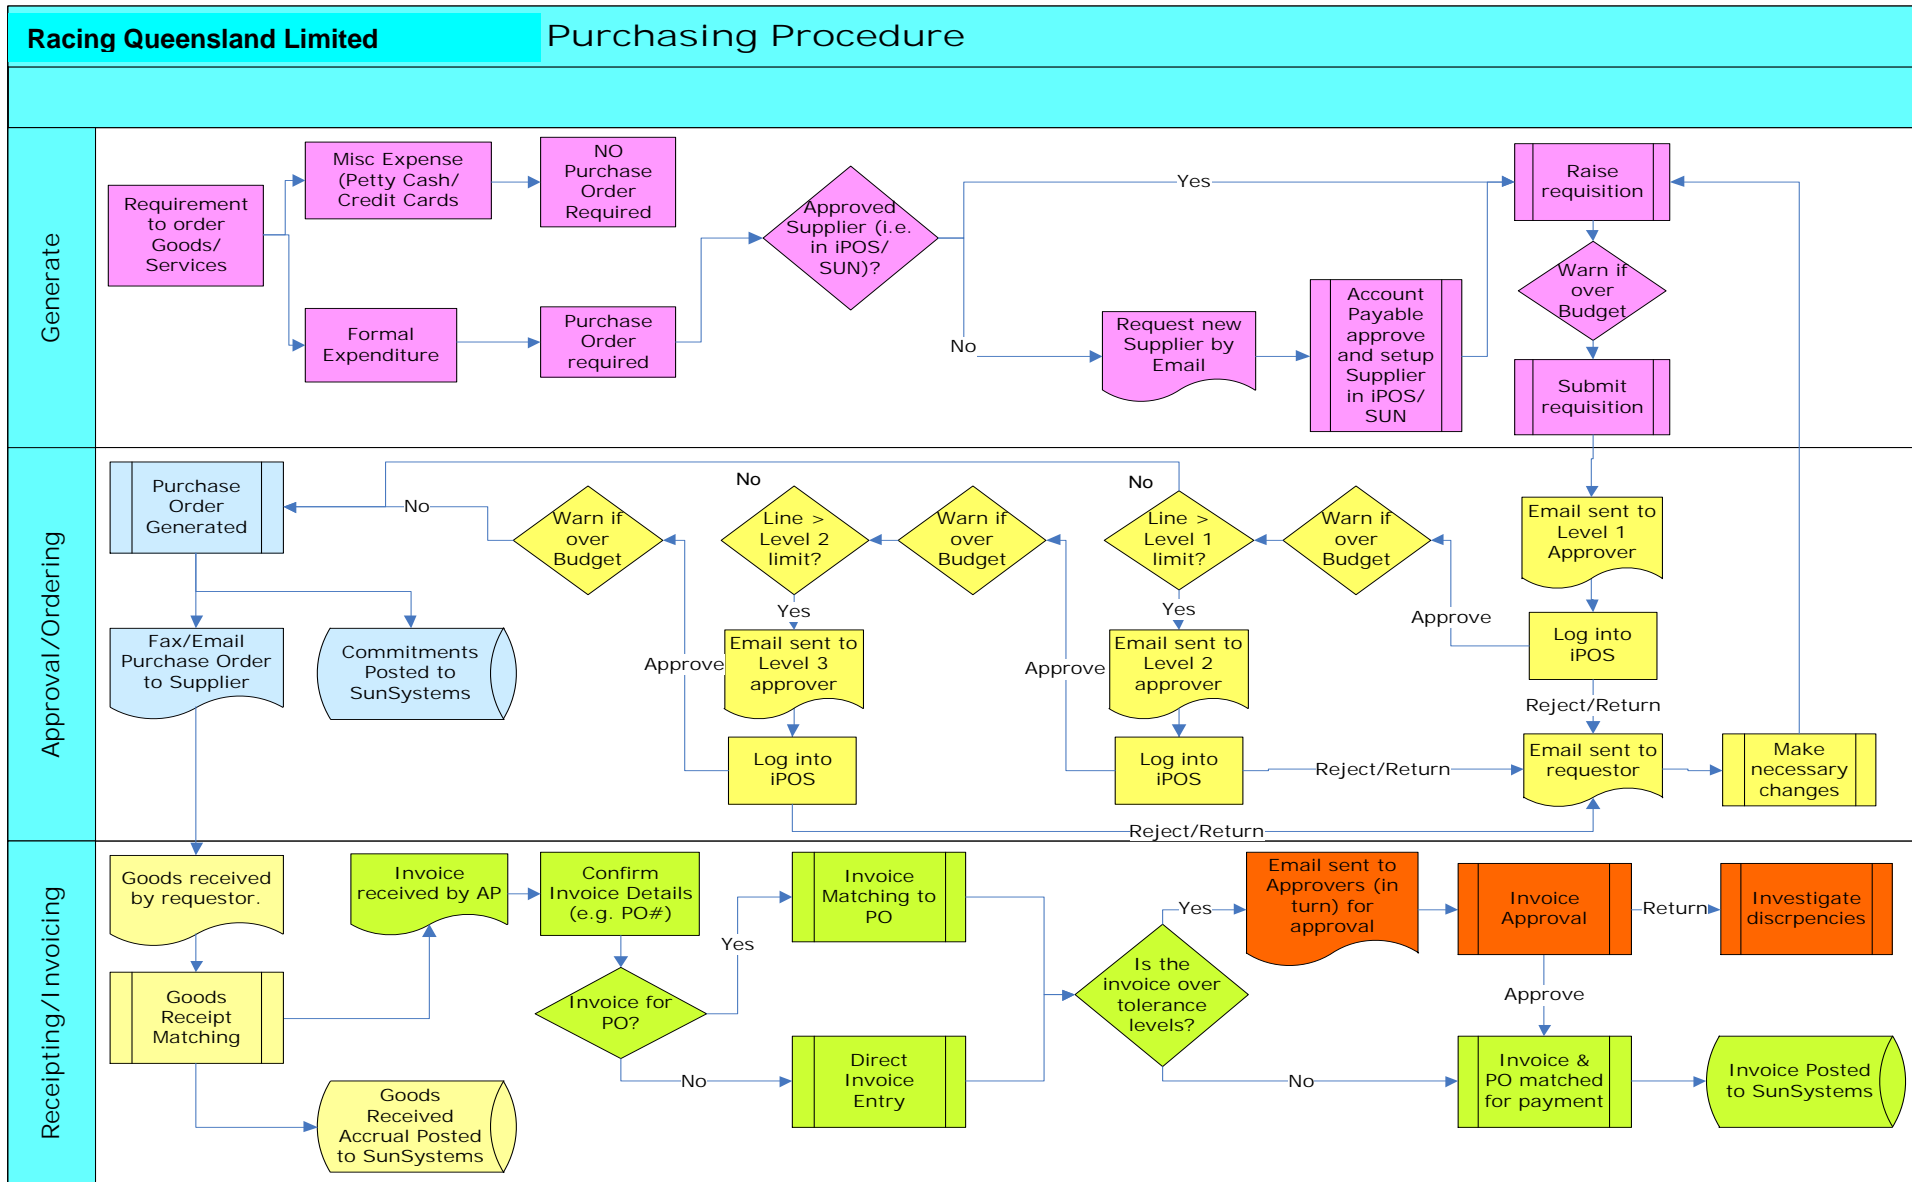 Racing Queensland Limited
Purchasing Procedure
Generate
Requirement
to order
Goods/
Services
Misc Expense
(Petty Cash/
Credit Cards
NO
Purchase
Order
Required
Formal
Expenditure
Purchase
Order
required
Approved
Supplier (i.e.
in iPOS/
SUN)?
Yes
No
Request new
Supplier by
Email
Account
Payable
approve
and setup
Supplier
in iPOS/
SUN
Raise
requisition
Warn if
over
Budget
Submit
requisition
Approval/Ordering
Purchase
Order
Generated
No
Warn if
over
Budget
No
Line >
Level 2
limit?
Warn if
over
Budget
No
Line >
Level 1
limit?
Warn if
over
Budget
Email sent to
Level 1
Approver
Yes
Yes
Approve
Fax/Email
Purchase Order
to Supplier
Commitments
Posted to
SunSystems
Approve
Email sent to
Level 3
approver
Approve
Email sent to
Level 2
approver
Log into
iPOS
Reject/Return
Log into
iPOS
Log into
iPOS
Reject/Return
Email sent to
requestor
Make
necessary
changes
Reject/Return
Receipting/Invoicing
Goods received
by requestor.
Invoice
received by AP
Confirm
Invoice Details
(e.g. PO#)
Yes
Invoice
Matching to
PO
Yes
Email sent to
Approvers (in
turn) for
approval
Invoice
Approval
Return
Investigate
discrpencies
Goods
Receipt
Matching
Invoice for
PO?
Is the
invoice over
tolerance
levels?
Approve
No
Direct
Invoice
Entry
No
Invoice &
PO matched
for payment
Invoice Posted
to SunSystems
Goods
Received
Accrual Posted
to SunSystems